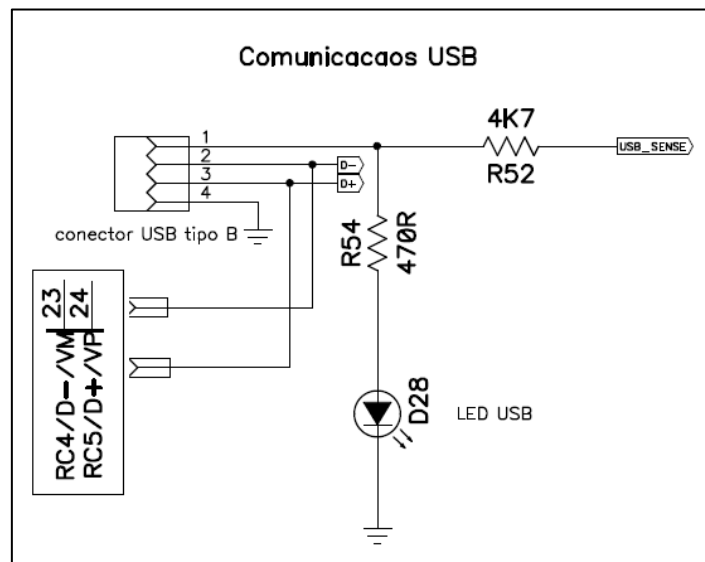 Comunicacaos USB
1
2
3
4
D-
D+
4K7
R52
USB_SENSE
conector USB tipo B
R54
470R
23
24
RC4/D-/VM
RC5/D+/VP
D28
LED USB